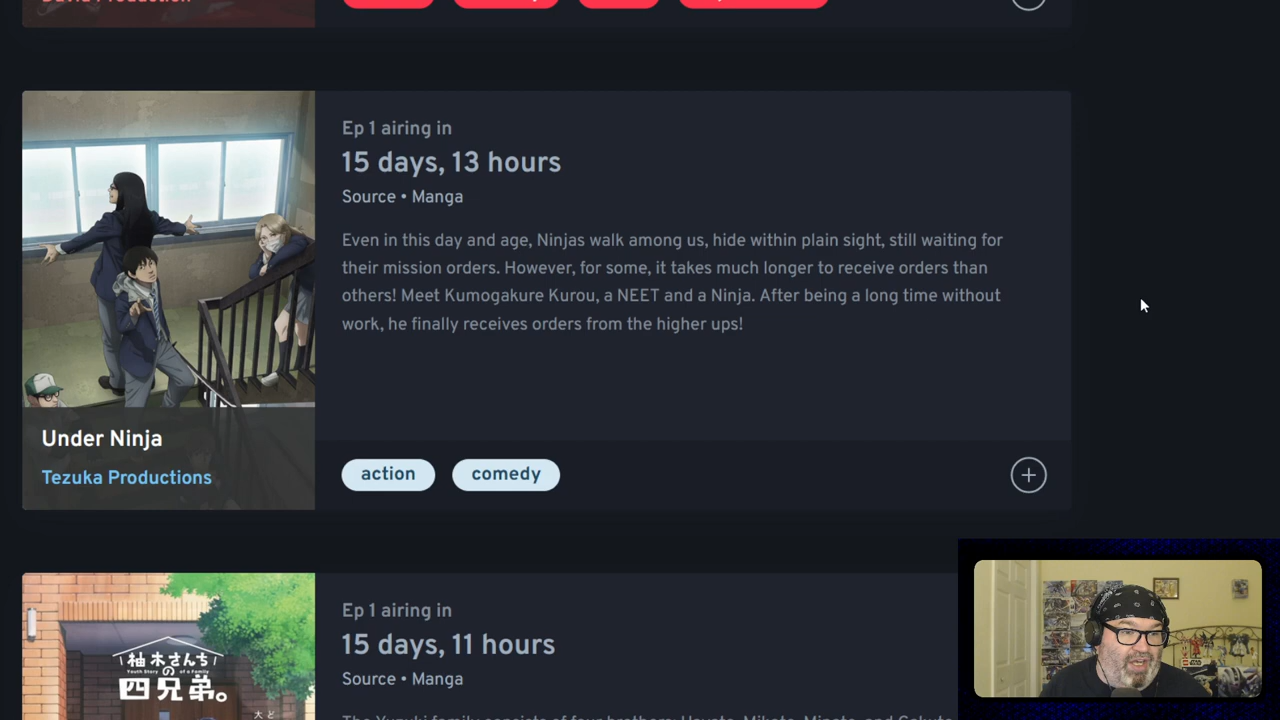 Ep 1 airing in
15 days, 13 hours
Source • Manga
Even in this day and age, Ninjas walk among us, hide within plain sight, still waiting for
their mission orders. However, for some, it takes much longer to receive orders than
others! Meet Kumogakure Kurou, a NEET and a Ninja. After being a long time without
work, he finally receives orders from the higher ups!
Under Ninja
Tezuka Productions
action
comedy
Ep 1 airing in
15 days, 11 hours
Source • Manga
柚木さんち
の
Youth Story of a Family
四兄弟。